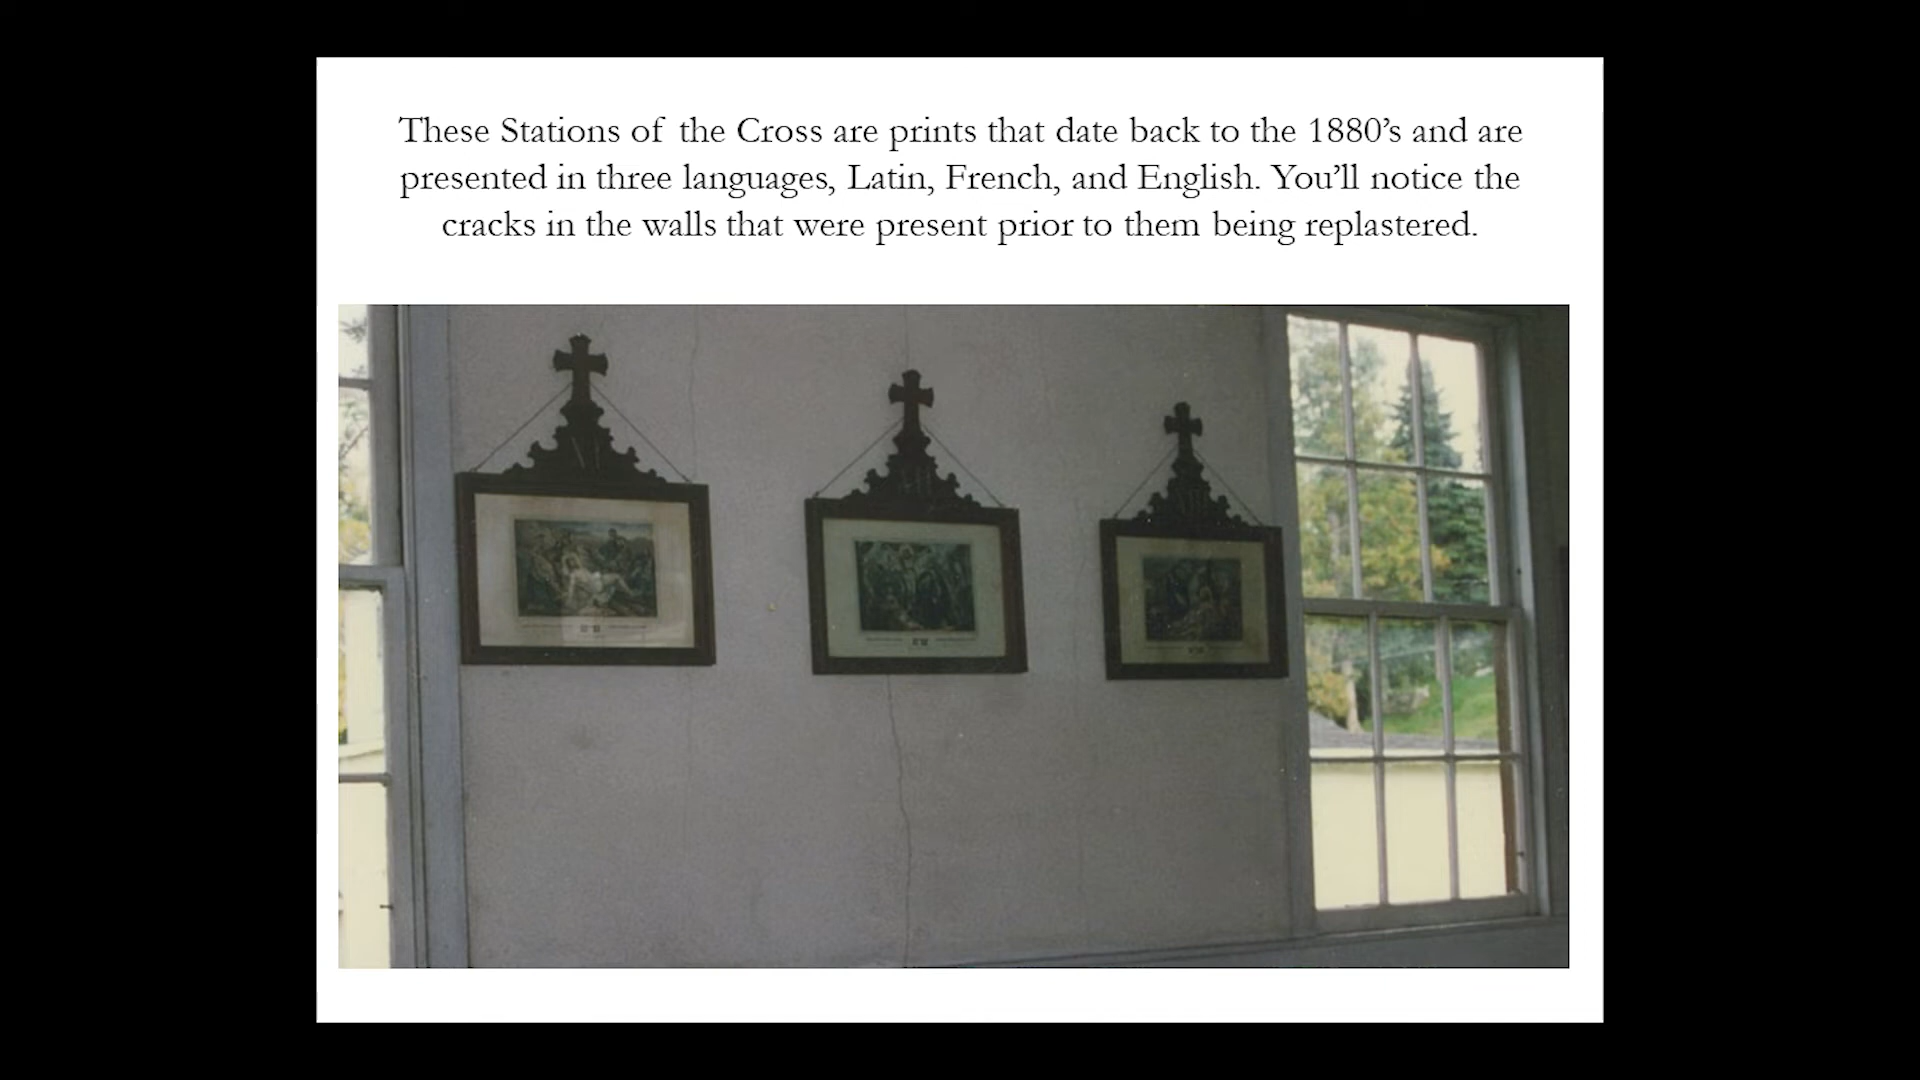 These Stations of the Cross are prints that date back to the 1880’s and are
presented in three languages, Latin, French, and English. You’ll notice the
cracks in the walls that were present prior to them being replastered.